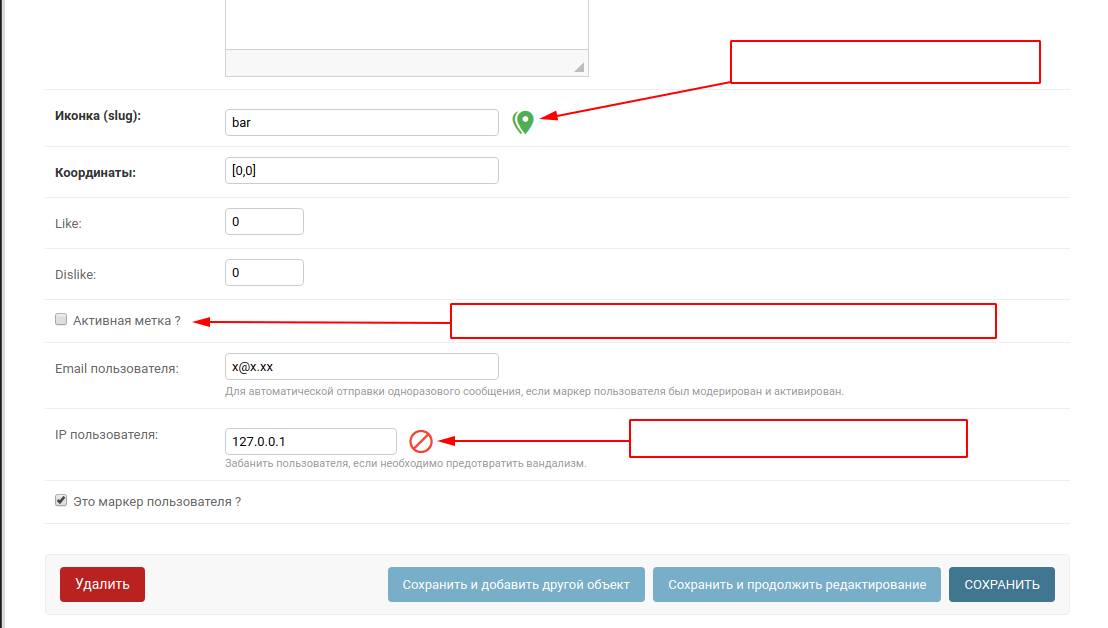 Иконка (slug):
bar
Координаты:
[0,0]
Like:
0
Dislike:
0
Активная метка ?
Email пользователя:
x@x.xx
Для автоматической отправки одноразового сообщения, если маркер пользователя был модерирован и активирован.
IP пользователя:
127.0.0.1
Забанить пользователя, если необходимо предотвратить вандализм.
Это маркер пользователя ?
Удалить
Сохранить и добавить другой объект
Сохранить и продолжить редактирование
СОХРАНИТЬ